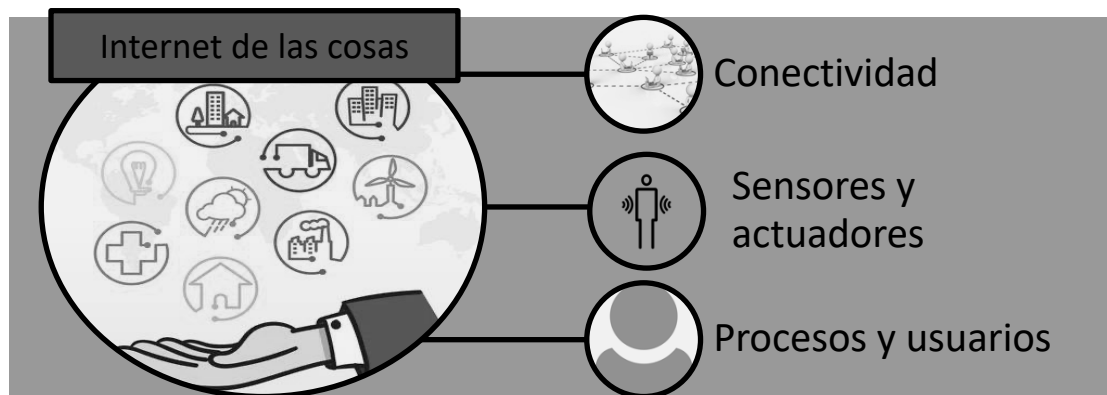 Internet de las cosas
Conectividad
Sensores y
actuadores
Procesos y usuarios